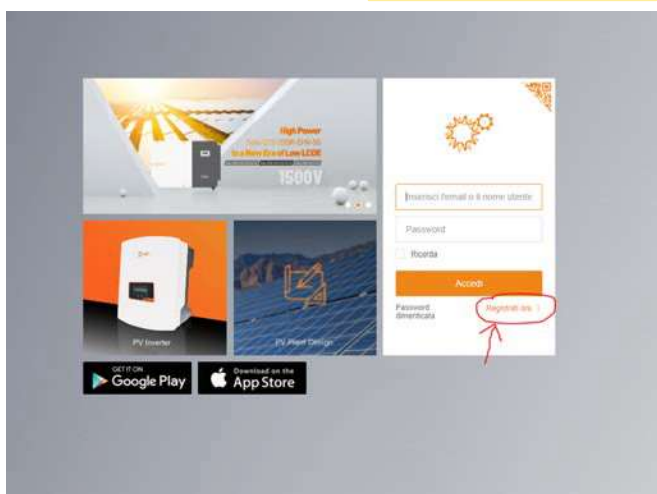 High Power
to a New Era of Low LCOE
1500V
Inserisci l'email o il nome utente
Password
Ricorda
Accedi
Password dimenticata
Registrati ora >
PV Inverter
PV Plant Design
GET IT ON
Google Play
Download on the
App Store